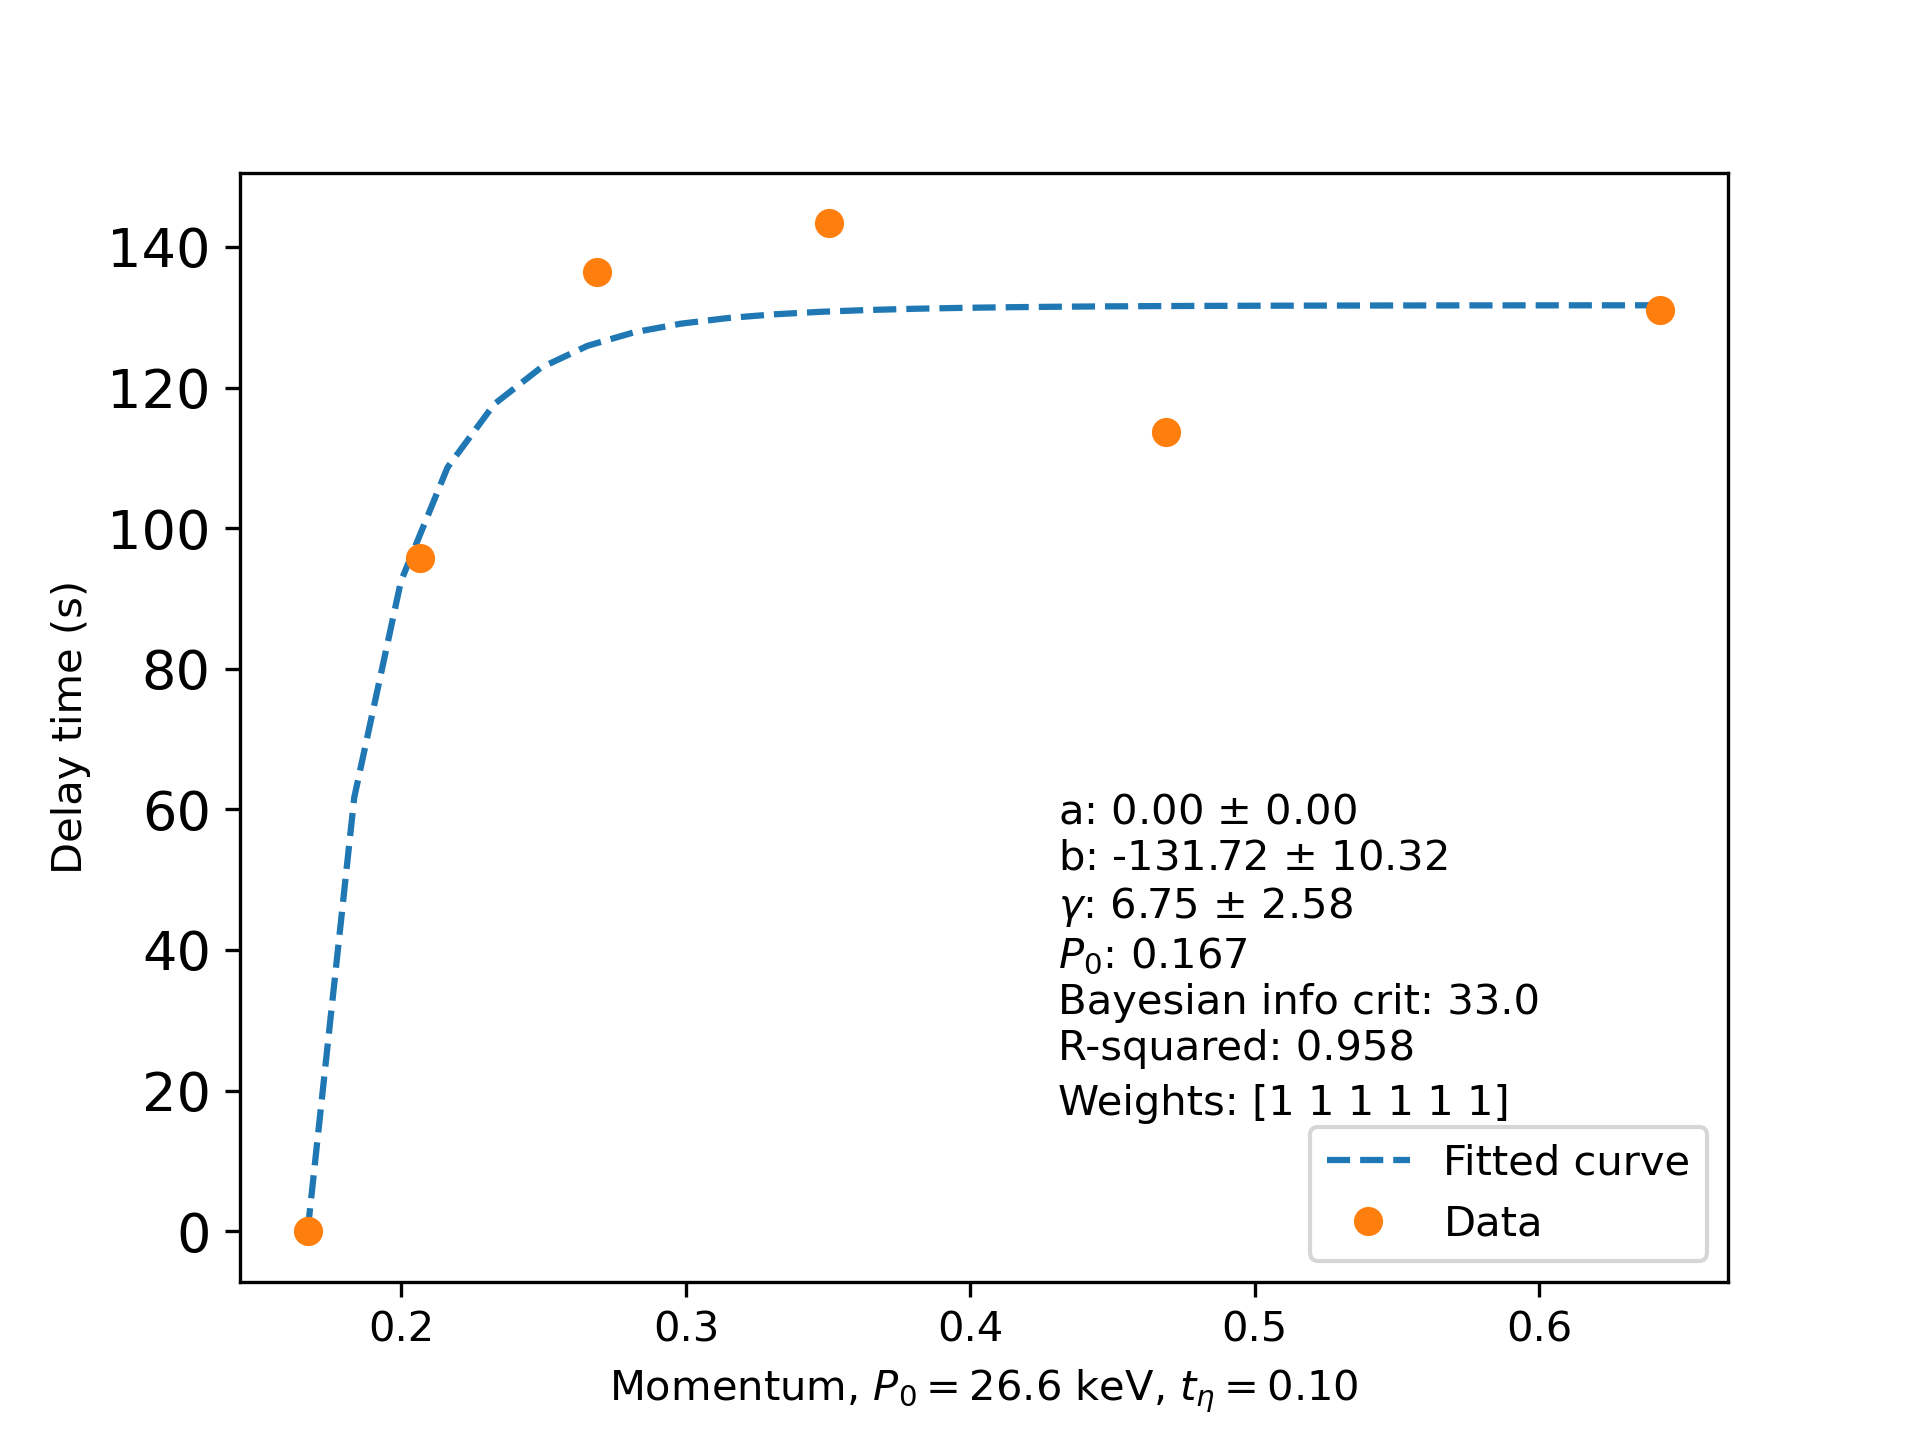 140
120
100
80
60
40
20
0
Delay time (s)
a: 0.00 ± 0.00
b: -131.72 ± 10.32
γ: 6.75 ± 2.58
P₀: 0.167
Bayesian info crit: 33.0
R-squared: 0.958
Weights: [1 1 1 1 1 1]
Fitted curve
Data
0.2 0.3 0.4 0.5 0.6
Momentum, P₀ = 26.6 keV, tη = 0.10